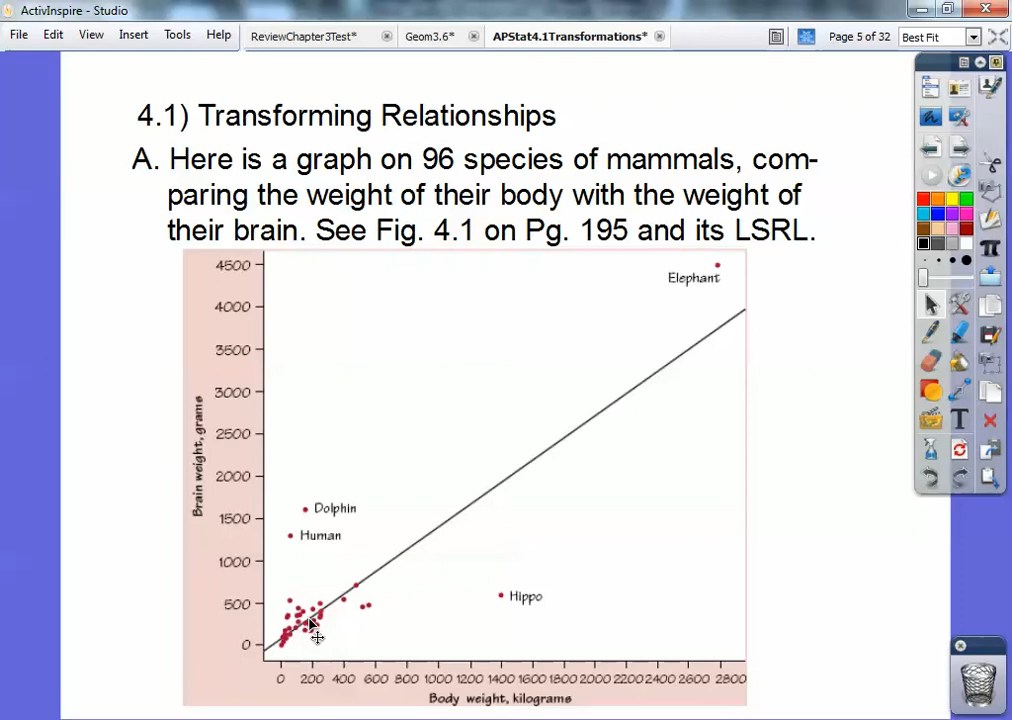 ActivInspire - Studio
File Edit View Insert Tools Help
ReviewChapter3Test* Geom3.6* APStat4.1Transformations* Page 5 of 32 Best Fit
4.1) Transforming Relationships
A. Here is a graph on 96 species of mammals, com-
paring the weight of their body with the weight of
their brain. See Fig. 4.1 on Pg. 195 and its LSRL.
4500
Elephant
4000
3500
3000
2500
2000
1500
1000
500
0
Brain weight, grams
Dolphin
Human
Hippo
0 200 400 600 800 1000 1200 1400 1600 1800 2000 2200 2400 2600 2800
Body weight, kilograms